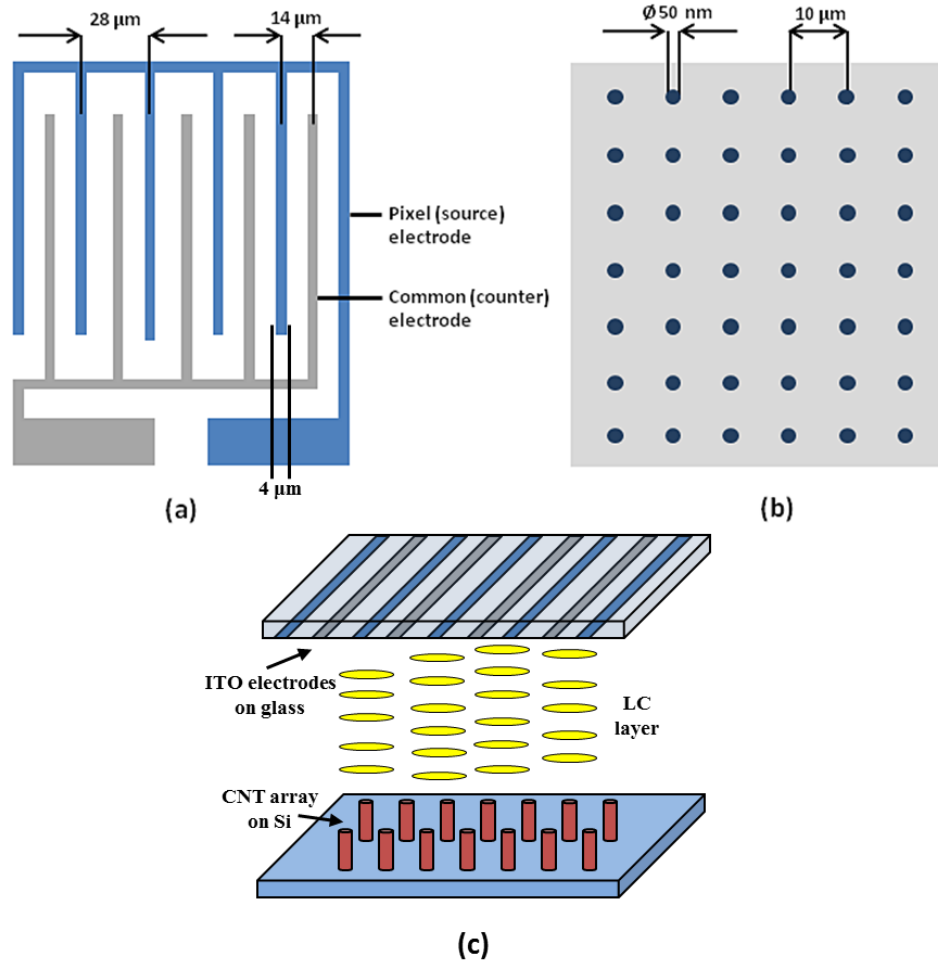 28 µm
14 µm
Pixel (source)
electrode
Common (counter)
electrode
4 µm
(a)
Ø 50 nm
10 µm
(b)
ITO electrodes
on glass
LC
layer
CNT array
on Si
(c)